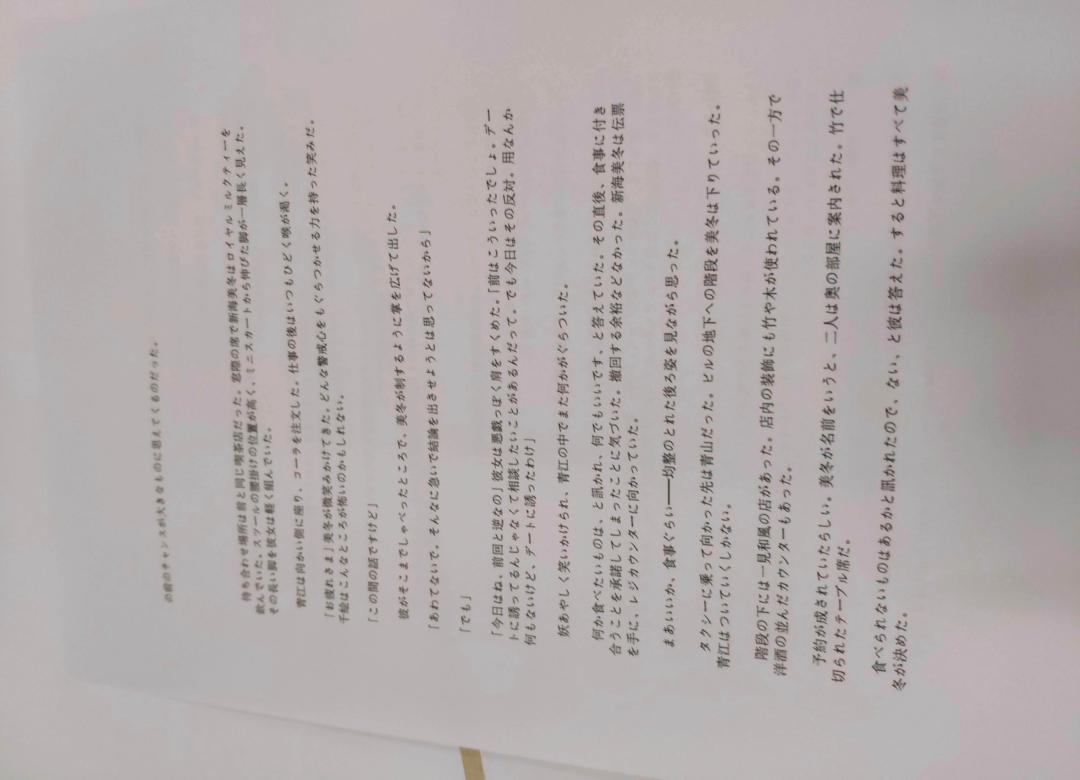 の前のチャンスが大きなものに思えてくるのだった。
待ち合わせ場所は前と同じ喫茶店だった。窓際の席で新海美冬はロイヤルミルクティーを
飲んでいた。スツールの腰掛けの位置が高く、ミニスカートから伸びた脚が一層長く見えた。
その長い脚を彼女は軽く組んでいた。
青江は向かい側に座り、コーラを注文した。仕事の後はいつもひどく喉が渇く。
「お疲れさま」美冬が微笑みかけてきた。どんな警戒心をもぐらつかせる力を持った笑みだ。
千絵はこんなところが怖いのかもしれない。
「この間の話ですけど」
彼がそこまでしゃべったところで、美冬が制するように掌を広げて出した。
「あわてないで。そんなに急いで結論を出させようとは思ってないから」
「でも」
「今日はね、前回と逆なの」彼女は悪戯っぽく肩をすくめた。「前はこういったでしょ。デー
トに誘ってるんじゃなくて相談したいことがあるんだって。でも今日はその反対。用なんか
何もないけど、デートに誘ったわけ」
妖あやしく笑いかけられ、青江の中でまた何かがぐらついた。
何か食べたいものは、と訊かれ、何でもいいです、と答えていた。その直後、食事に付き
合うことを承諾してしまったことに気づいた。撤回する余裕などなかった。新海美冬は伝票
を手に、レジカウンターに向かっていた。
まあいいか、食事ぐらい――均整のとれた後ろ姿を見ながら思った。
タクシーに乗って向かった先は青山だった。ビルの地下への階段を美冬は下りていった。
青江はついていくしかない。
階段の下には一見和風の店があった。店内の装飾にも竹や木が使われている。その一方で
洋酒の並んだカウンターもあった。
予約が成されていたらしい。美冬が名前をいうと、二人は奥の部屋に案内された。竹で仕
切られたテーブル席だ。
食べられないものはあるかと訊かれたので、ない、と彼は答えた。すると料理はすべて美
冬が決めた。